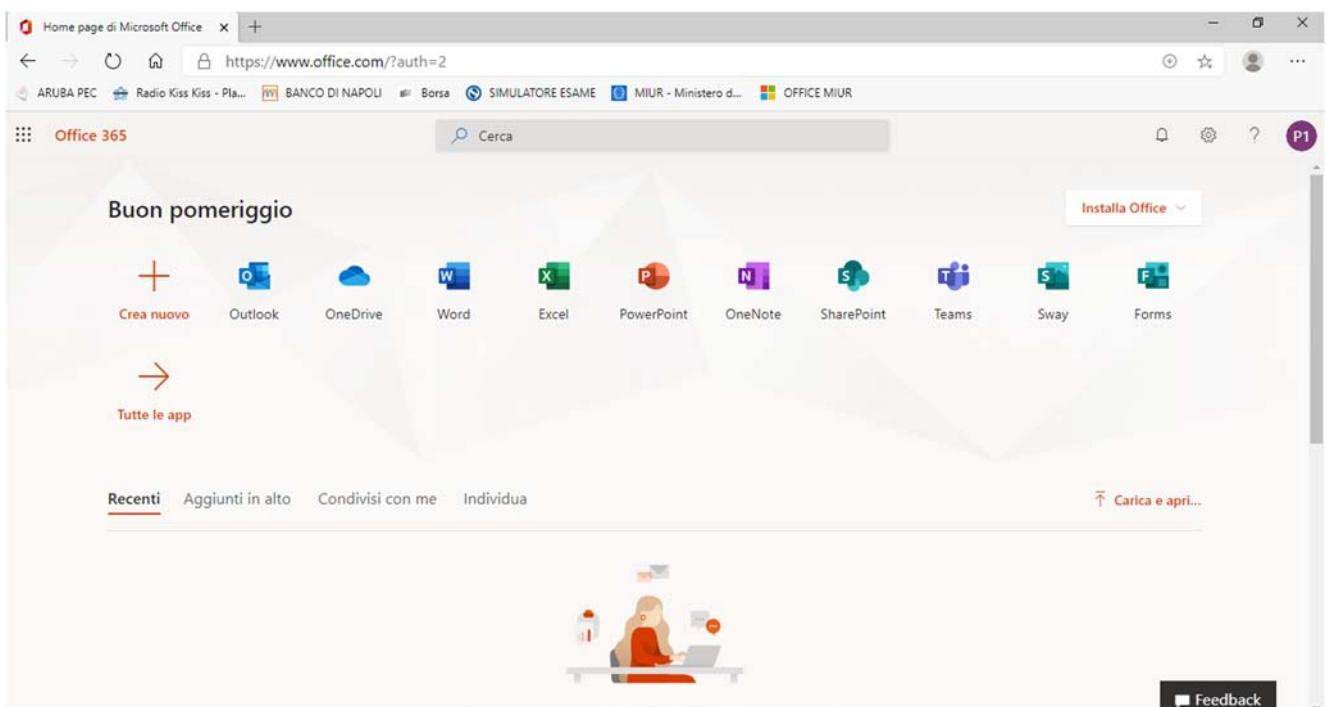 Home page di Microsoft Office
https://www.office.com/?auth=2
ARUBA PEC Radio Kiss Kiss - Pla... BANCO DI NAPOLI Borsa SIMULATORE ESAME MIUR - Ministero d... OFFICE MIUR
Office 365 Cerca P1
Buon pomeriggio Installa Office
Crea nuovo Outlook OneDrive Word Excel PowerPoint OneNote SharePoint Teams Sway Forms
Tutte le app
Recenti Aggiunti in alto Condivisi con me Individua Carica e apri...
Feedback